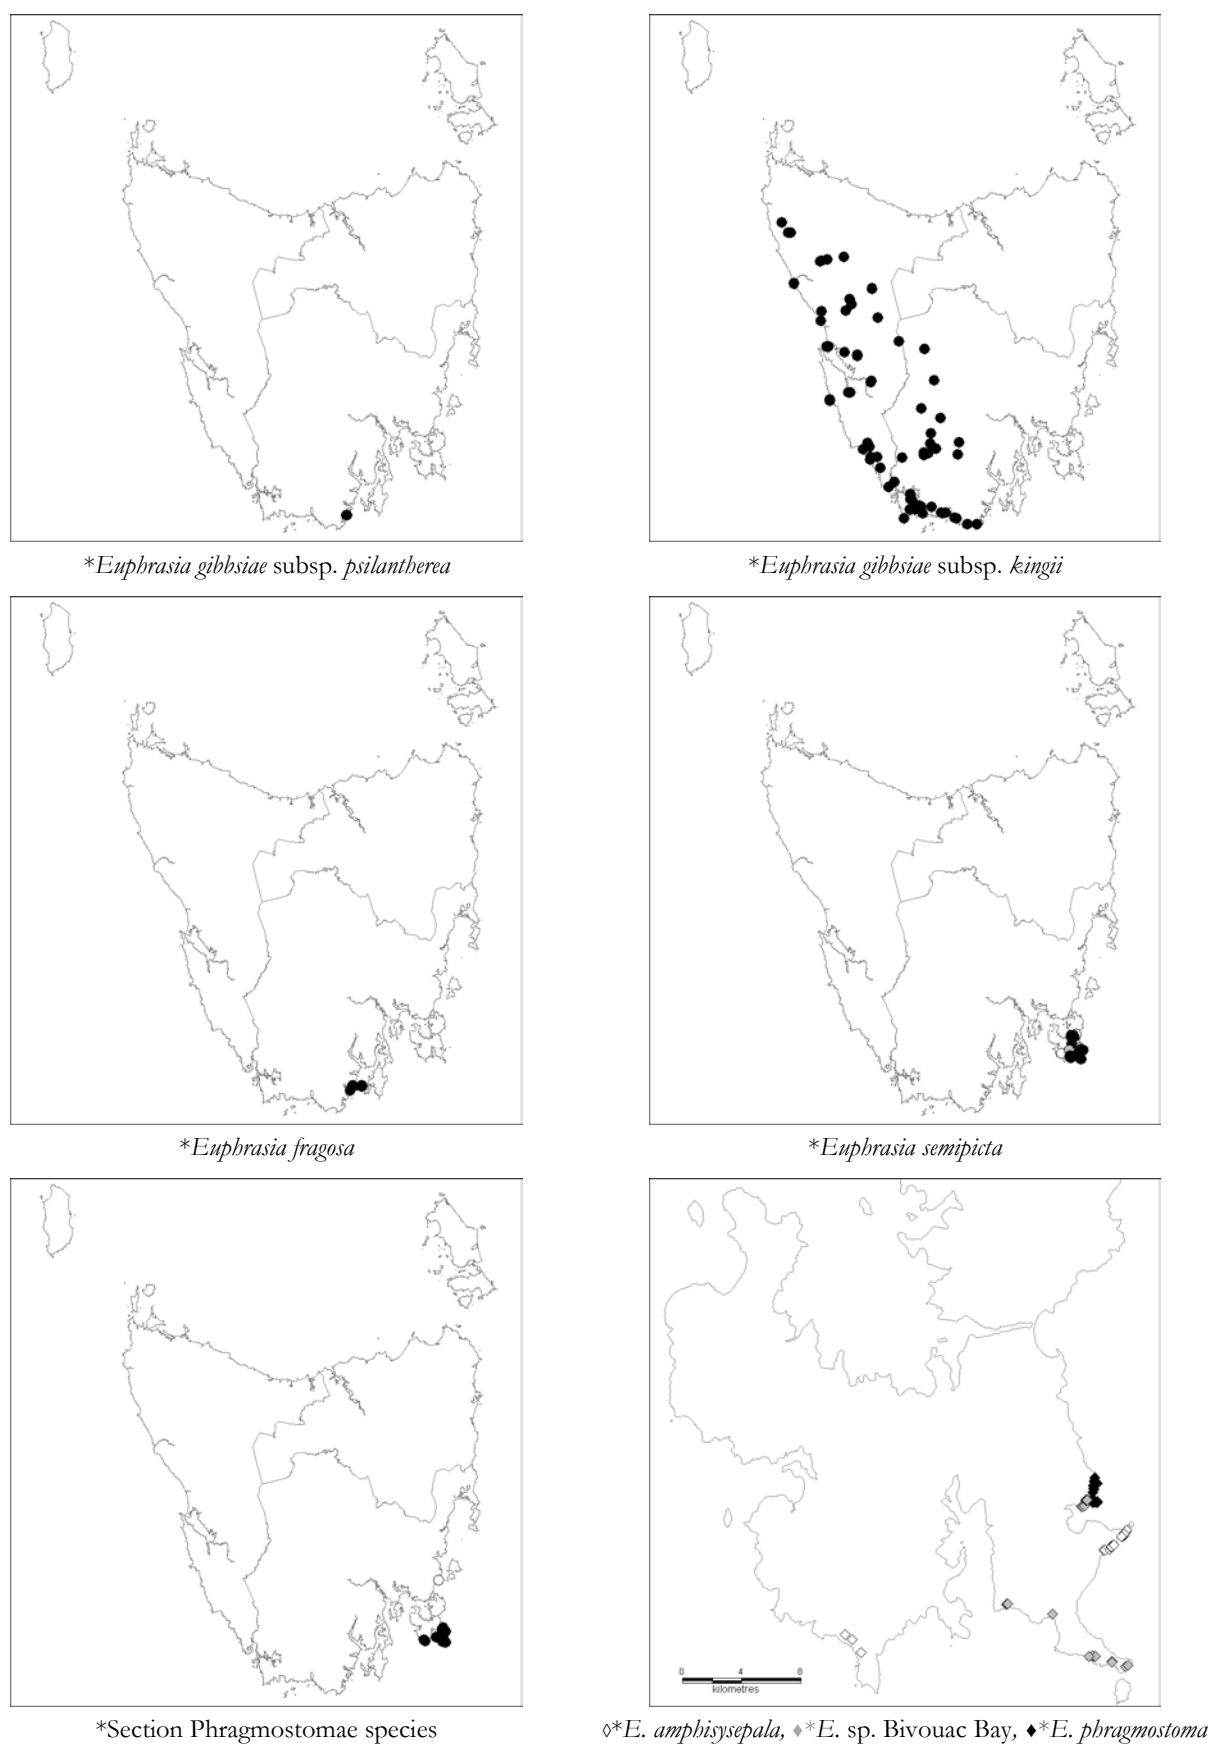 *Euphrasia gibbsiae subsp. psilantherea
*Euphrasia gibbsiae subsp. kingii
*Euphrasia fragosa
*Euphrasia semipicta
0 4 8
kilometres
*Section Phragmostomae species
◊*E. amphisysepala, ♦*E. sp. Bivouac Bay, ♦*E. phragmostoma